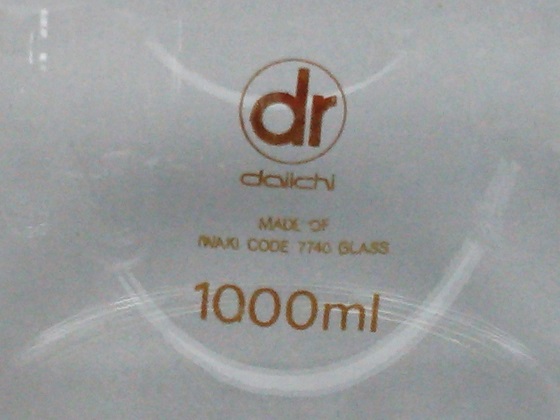 dr
daiichi
MADE OF
IWAKI CODE 7740 GLASS
1000ml